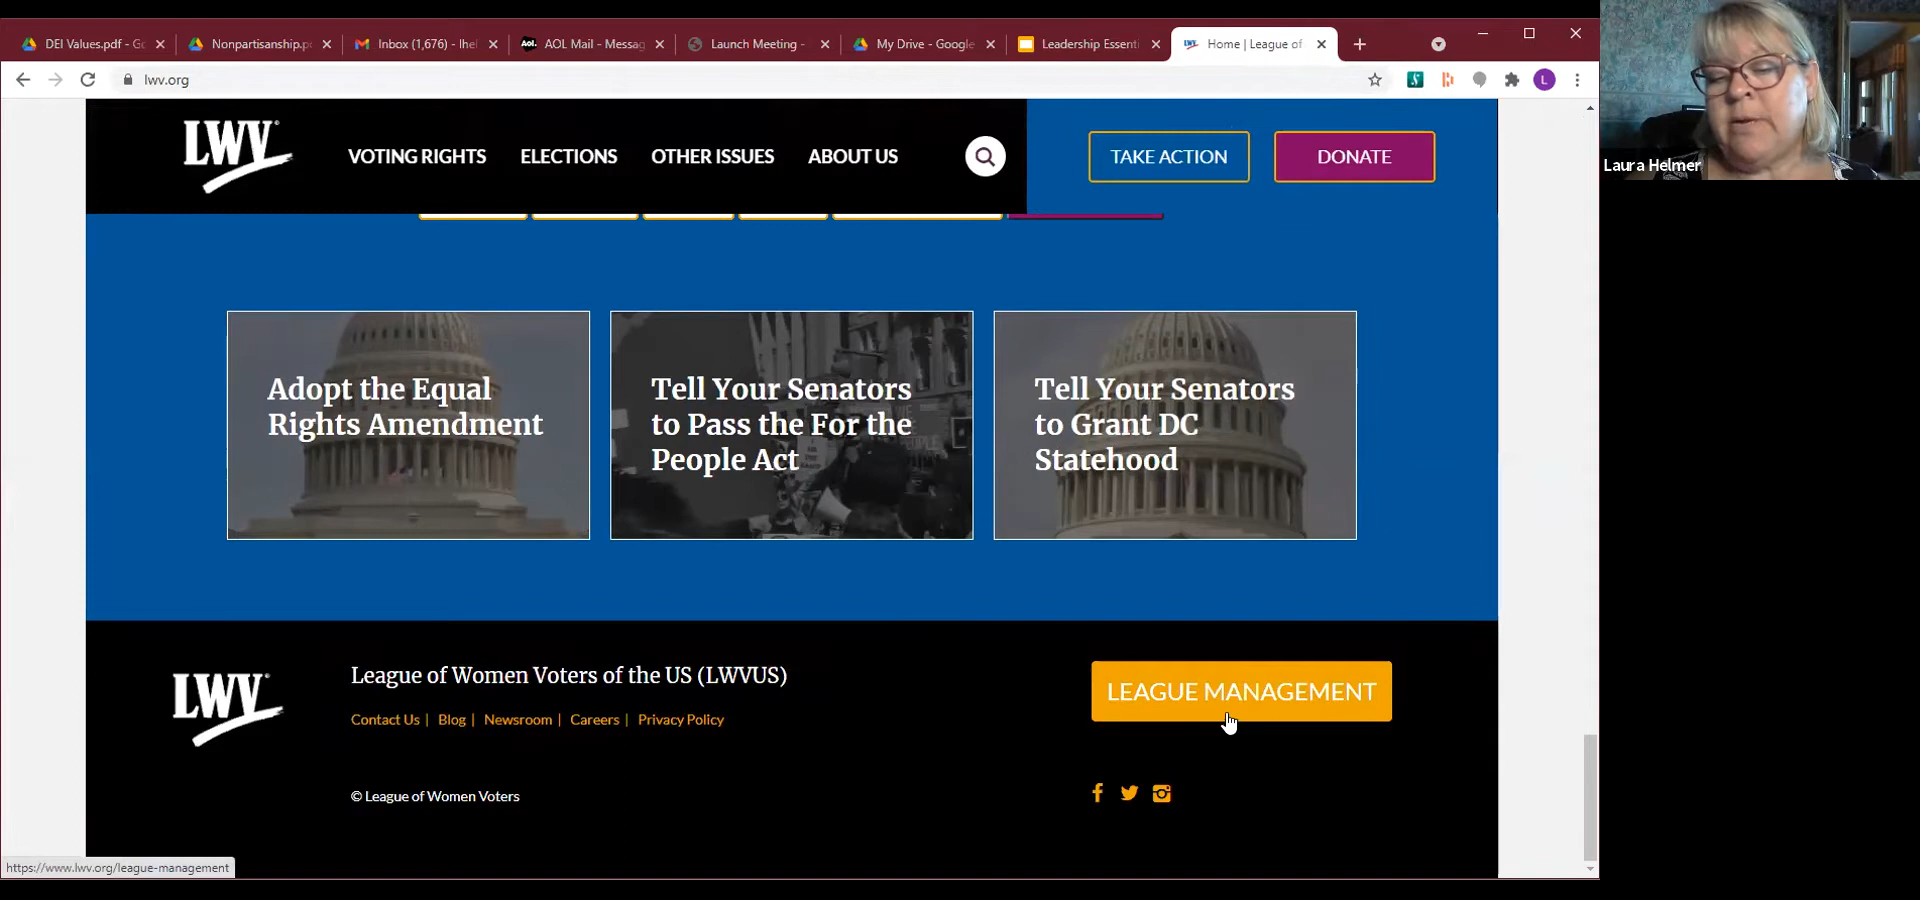 DEI Values.pdf - Go
Nonpartisanship.p
Inbox (1,676) - lhel
Aol.
AOL Mail - Messag
Launch Meeting -
My Drive - Google
Leadership Essenti
LWV
Home | League of
lwv.org
L
Laura Helmer
LWV
VOTING RIGHTS
ELECTIONS
OTHER ISSUES
ABOUT US
TAKE ACTION
DONATE
Adopt the Equal
Rights Amendment
Tell Your Senators
to Pass the For the
People Act
Tell Your Senators
to Grant DC
Statehood
LWV
League of Women Voters of the US (LWVUS)
Contact Us | Blog | Newsroom | Careers | Privacy Policy
LEAGUE MANAGEMENT
© League of Women Voters
https://www.lwv.org/league-management